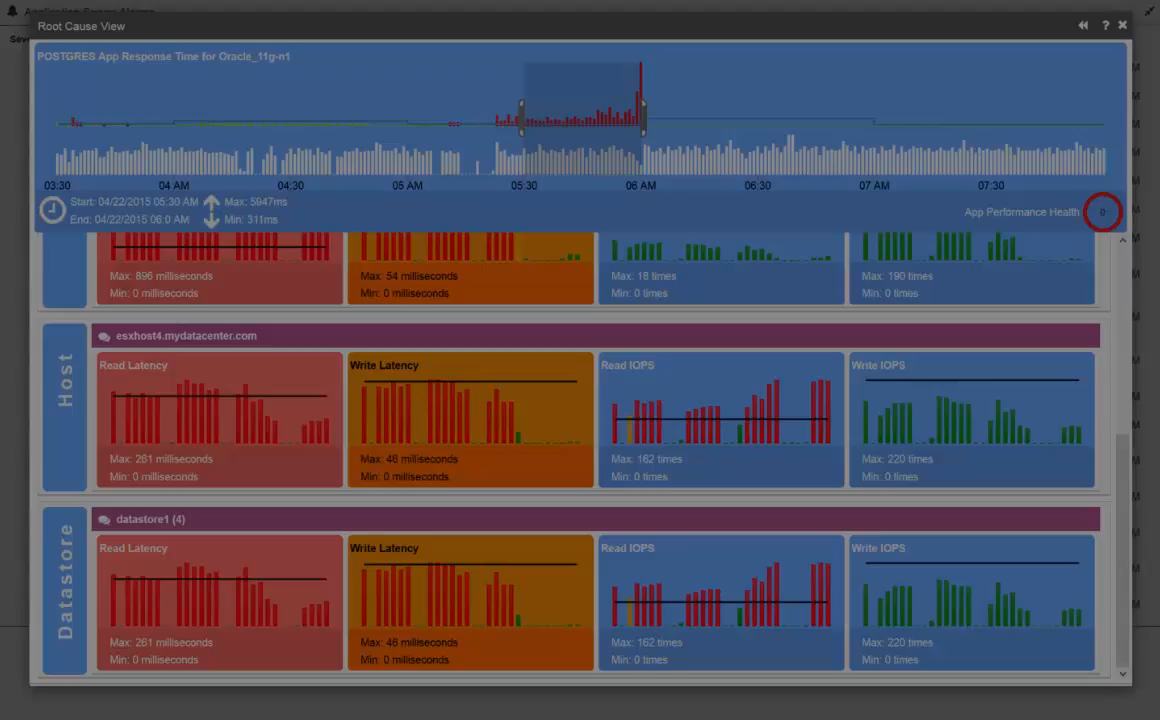 Application Server Alarms
Root Cause View
Seve
POSTGRES App Response Time for Oracle_11g-n1
03:30 04 AM 04:30 05 AM 05:30 06 AM 06:30 07 AM 07:30
Start: 04/22/2015 05:30 AM Max: 5947ms
End: 04/22/2015 06:0 AM Min: 311ms
App Performance Health 0
Max: 896 milliseconds Max: 54 milliseconds Max: 18 times Max: 190 times
Min: 0 milliseconds Min: 0 milliseconds Min: 0 times Min: 0 times
Host
esxhost4.mydatacenter.com
Read Latency Write Latency Read IOPS Write IOPS
Max: 261 milliseconds Max: 46 milliseconds Max: 162 times Max: 220 times
Min: 0 milliseconds Min: 0 milliseconds Min: 0 times Min: 0 times
Datastore
datastore1 (4)
Read Latency Write Latency Read IOPS Write IOPS
Max: 261 milliseconds Max: 46 milliseconds Max: 162 times Max: 220 times
Min: 0 milliseconds Min: 0 milliseconds Min: 0 times Min: 0 times